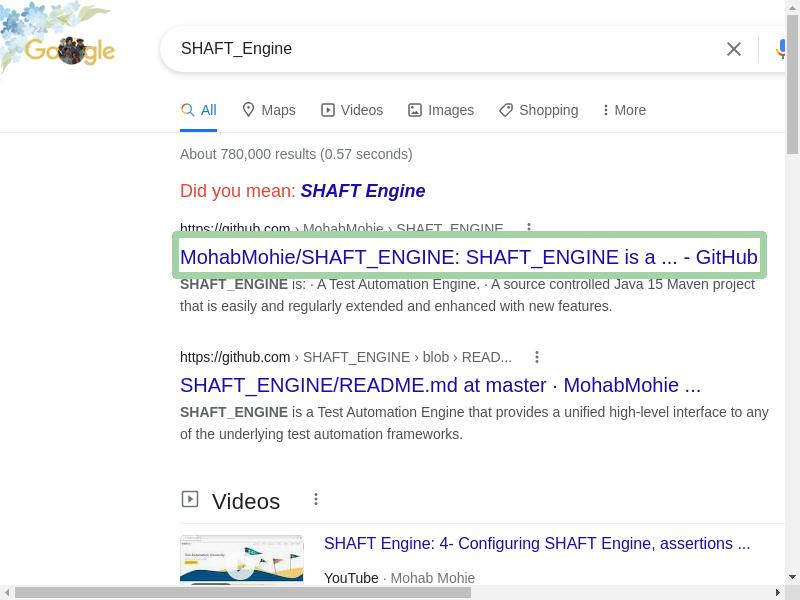 Google
SHAFT_Engine
All Maps Videos Images Shopping More
About 780,000 results (0.57 seconds)
Did you mean: SHAFT Engine
https://github.com › MohabMohie › SHAFT_ENGINE
MohabMohie/SHAFT_ENGINE: SHAFT_ENGINE is a ... - GitHub
SHAFT_ENGINE is: · A Test Automation Engine. · A source controlled Java 15 Maven project
that is easily and regularly extended and enhanced with new features.
https://github.com › SHAFT_ENGINE › blob › READ...
SHAFT_ENGINE/README.md at master · MohabMohie ...
SHAFT_ENGINE is a Test Automation Engine that provides a unified high-level interface to any
of the underlying test automation frameworks.
Videos
SHAFT Engine: 4- Configuring SHAFT Engine, assertions ...
YouTube · Mohab Mohie